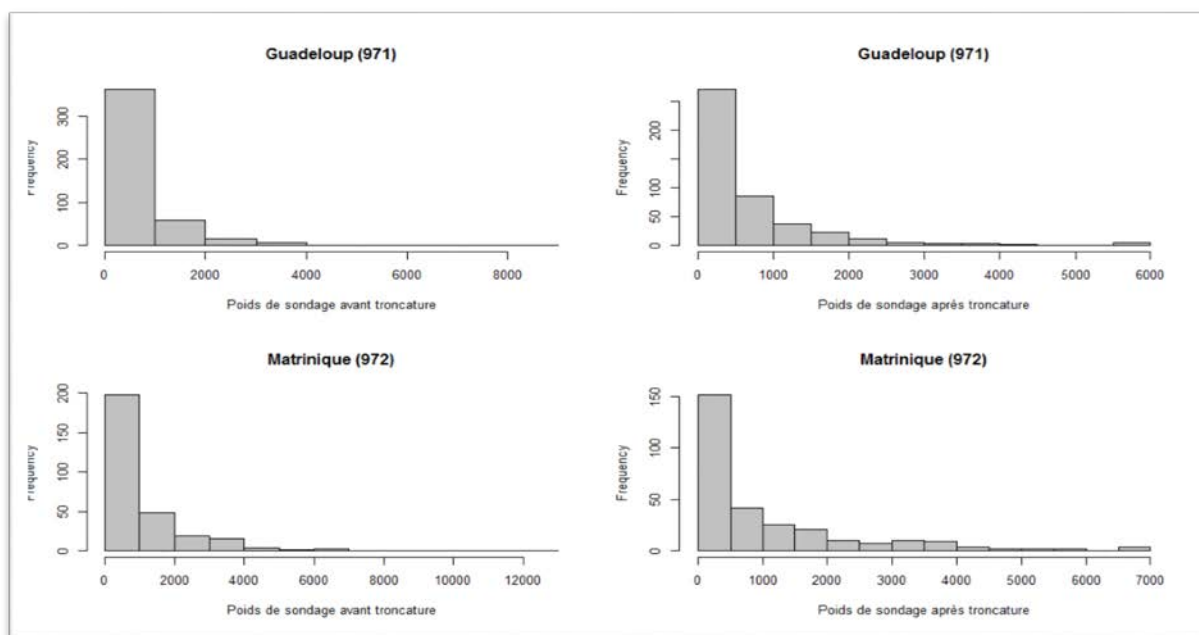 Guadeloup (971)
Frequency
300
200
100
0
0 2000 4000 6000 8000
Poids de sondage avant troncature
Guadeloup (971)
Frequency
200
100
50
0
0 1000 2000 3000 4000 5000 6000
Poids de sondage après troncature
Matrinique (972)
Frequency
200
150
100
50
0
0 2000 4000 6000 8000 10000 12000
Poids de sondage avant troncature
Matrinique (972)
Frequency
150
100
50
0
0 1000 2000 3000 4000 5000 6000 7000
Poids de sondage après troncature